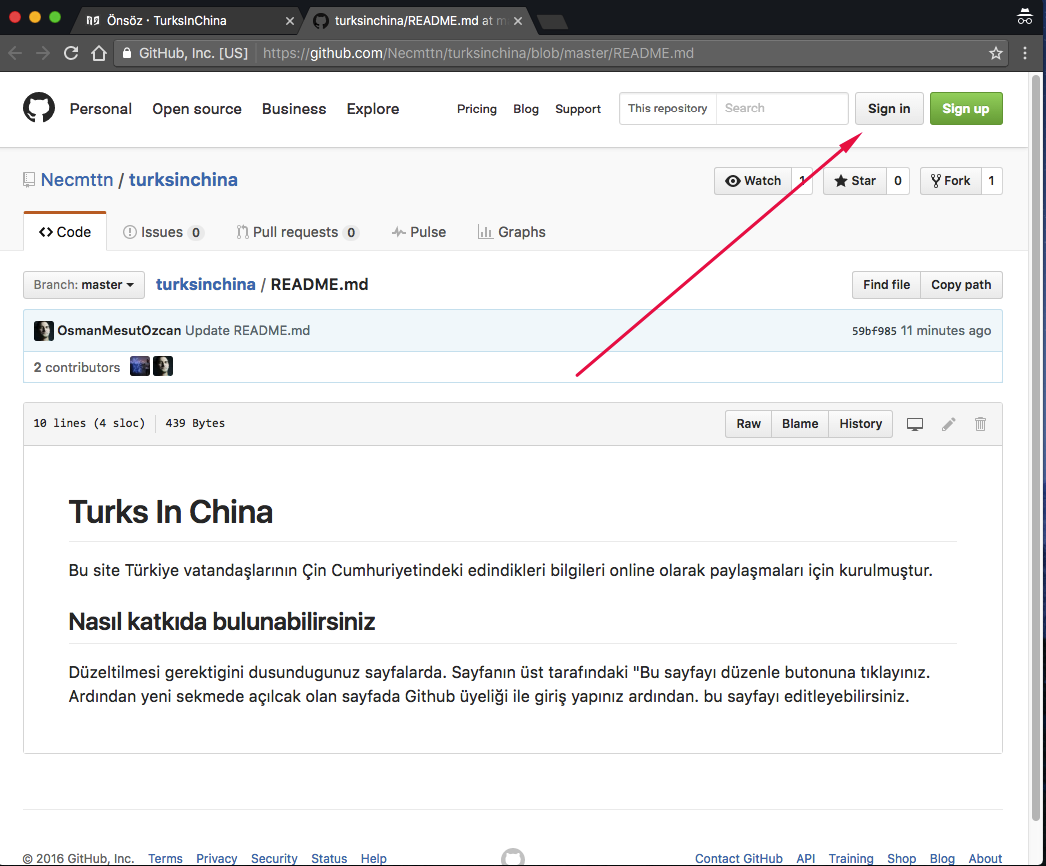 Önsöz · TurksInChina
turksinchina/README.md at m
GitHub, Inc. [US] https://github.com/Necmttn/turksinchina/blob/master/README.md
Personal Open source Business Explore Pricing Blog Support This repository Search Sign in Sign up
Necmttn / turksinchina Watch 1 Star 0 Fork 1
Code Issues 0 Pull requests 0 Pulse Graphs
Branch: master turksinchina / README.md Find file Copy path
OsmanMesutOzcan Update README.md 59bf985 11 minutes ago
2 contributors
10 lines (4 sloc) 439 Bytes Raw Blame History
Turks In China
Bu site Türkiye vatandaşlarının Çin Cumhuriyetindeki edindikleri bilgileri online olarak paylaşmaları için kurulmuştur.
Nasıl katkıda bulunabilirsiniz
Düzeltilmesi gerektigini dusundugunuz sayfalarda. Sayfanın üst tarafındaki "Bu sayfayı düzenle butonuna tıklayınız.
Ardından yeni sekmede açılcak olan sayfada Github üyeliği ile giriş yapınız ardından. bu sayfayı editleyebilirsiniz.
© 2016 GitHub, Inc. Terms Privacy Security Status Help Contact GitHub API Training Shop Blog About